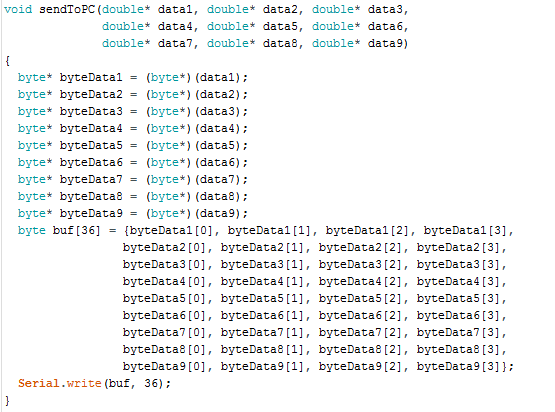 void sendToPC(double* data1, double* data2, double* data3,
              double* data4, double* data5, double* data6,
              double* data7, double* data8, double* data9)
{
  byte* byteData1 = (byte*)(data1);
  byte* byteData2 = (byte*)(data2);
  byte* byteData3 = (byte*)(data3);
  byte* byteData4 = (byte*)(data4);
  byte* byteData5 = (byte*)(data5);
  byte* byteData6 = (byte*)(data6);
  byte* byteData7 = (byte*)(data7);
  byte* byteData8 = (byte*)(data8);
  byte* byteData9 = (byte*)(data9);
  byte buf[36] = {byteData1[0], byteData1[1], byteData1[2], byteData1[3],
                 byteData2[0], byteData2[1], byteData2[2], byteData2[3],
                 byteData3[0], byteData3[1], byteData3[2], byteData3[3],
                 byteData4[0], byteData4[1], byteData4[2], byteData4[3],
                 byteData5[0], byteData5[1], byteData5[2], byteData5[3],
                 byteData6[0], byteData6[1], byteData6[2], byteData6[3],
                 byteData7[0], byteData7[1], byteData7[2], byteData7[3],
                 byteData8[0], byteData8[1], byteData8[2], byteData8[3],
                 byteData9[0], byteData9[1], byteData9[2], byteData9[3]};
  Serial.write(buf, 36);
}